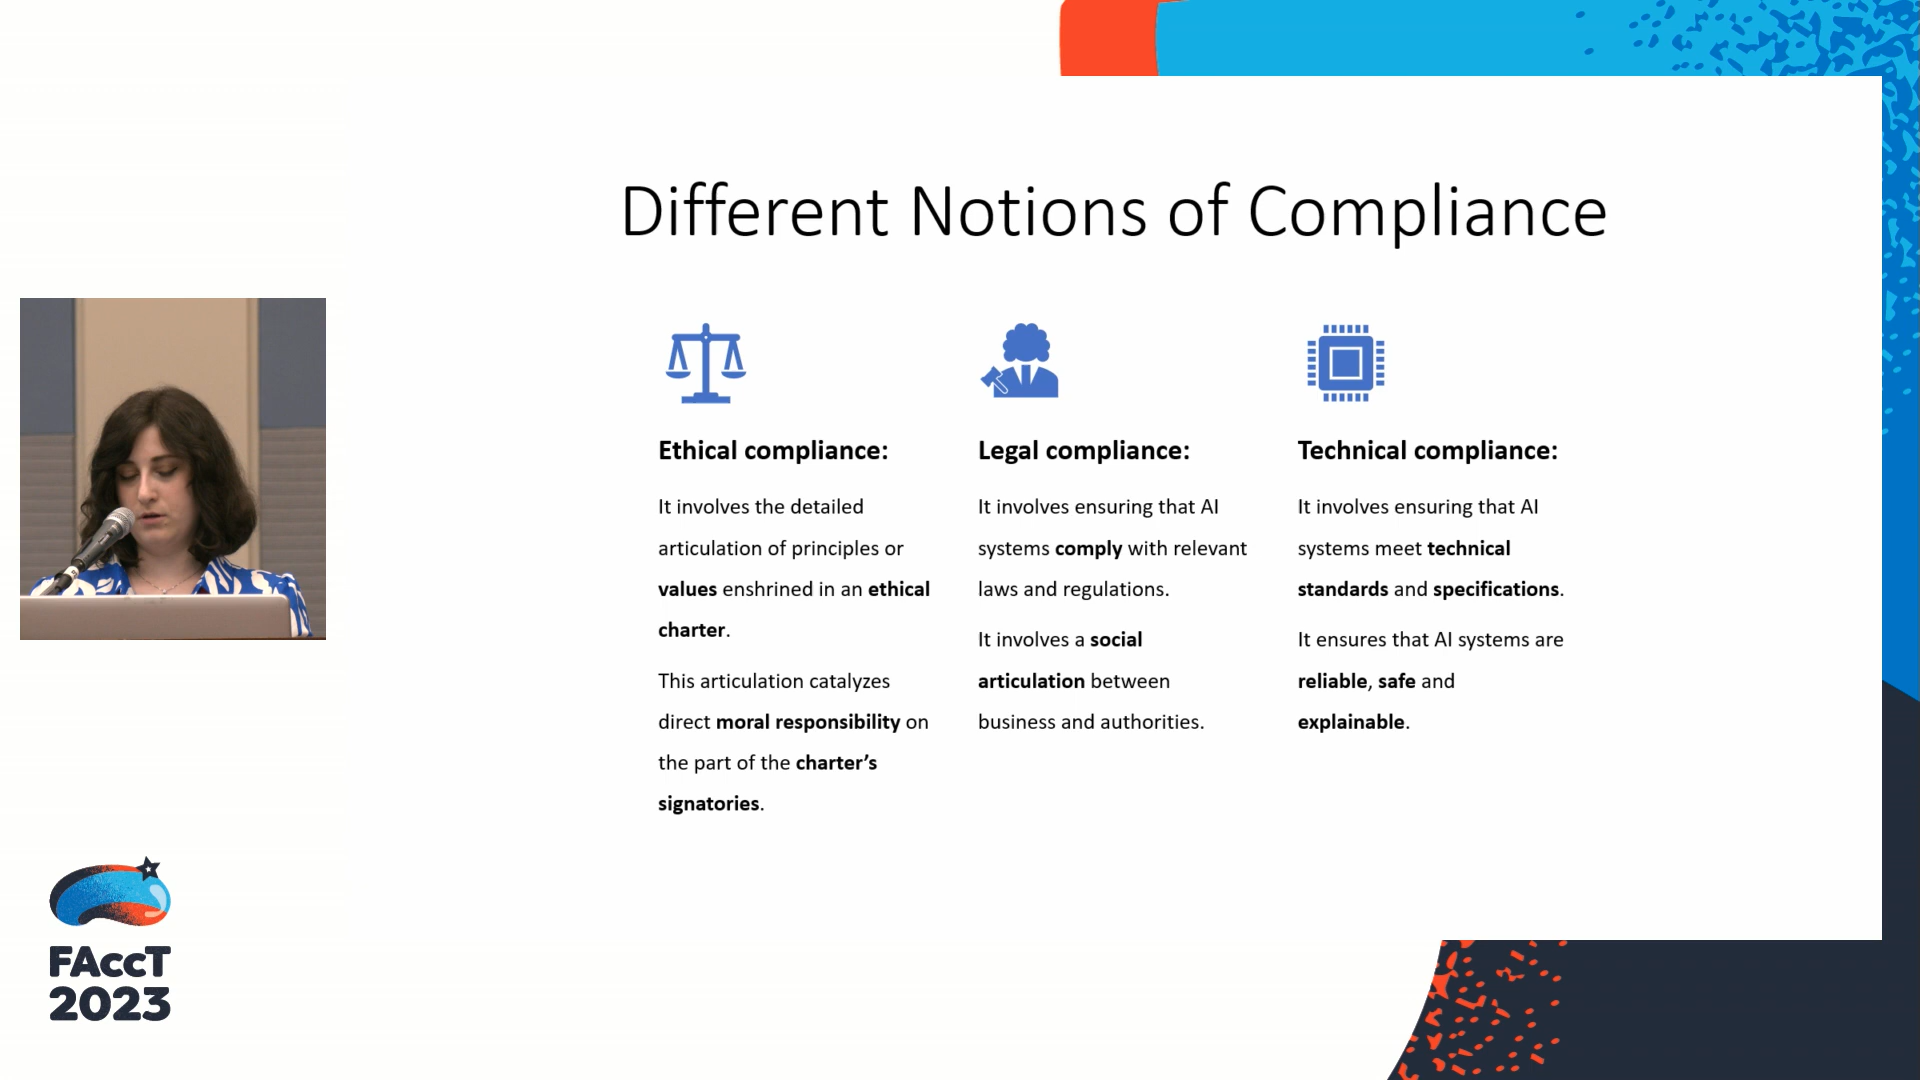 Different Notions of Compliance
Ethical compliance:
It involves the detailed
articulation of principles or
values enshrined in an ethical
charter.
This articulation catalyzes
direct moral responsibility on
the part of the charter’s
signatories.
Legal compliance:
It involves ensuring that AI
systems comply with relevant
laws and regulations.
It involves a social
articulation between
business and authorities.
Technical compliance:
It involves ensuring that AI
systems meet technical
standards and specifications.
It ensures that AI systems are
reliable, safe and
explainable.
FAccT
2023